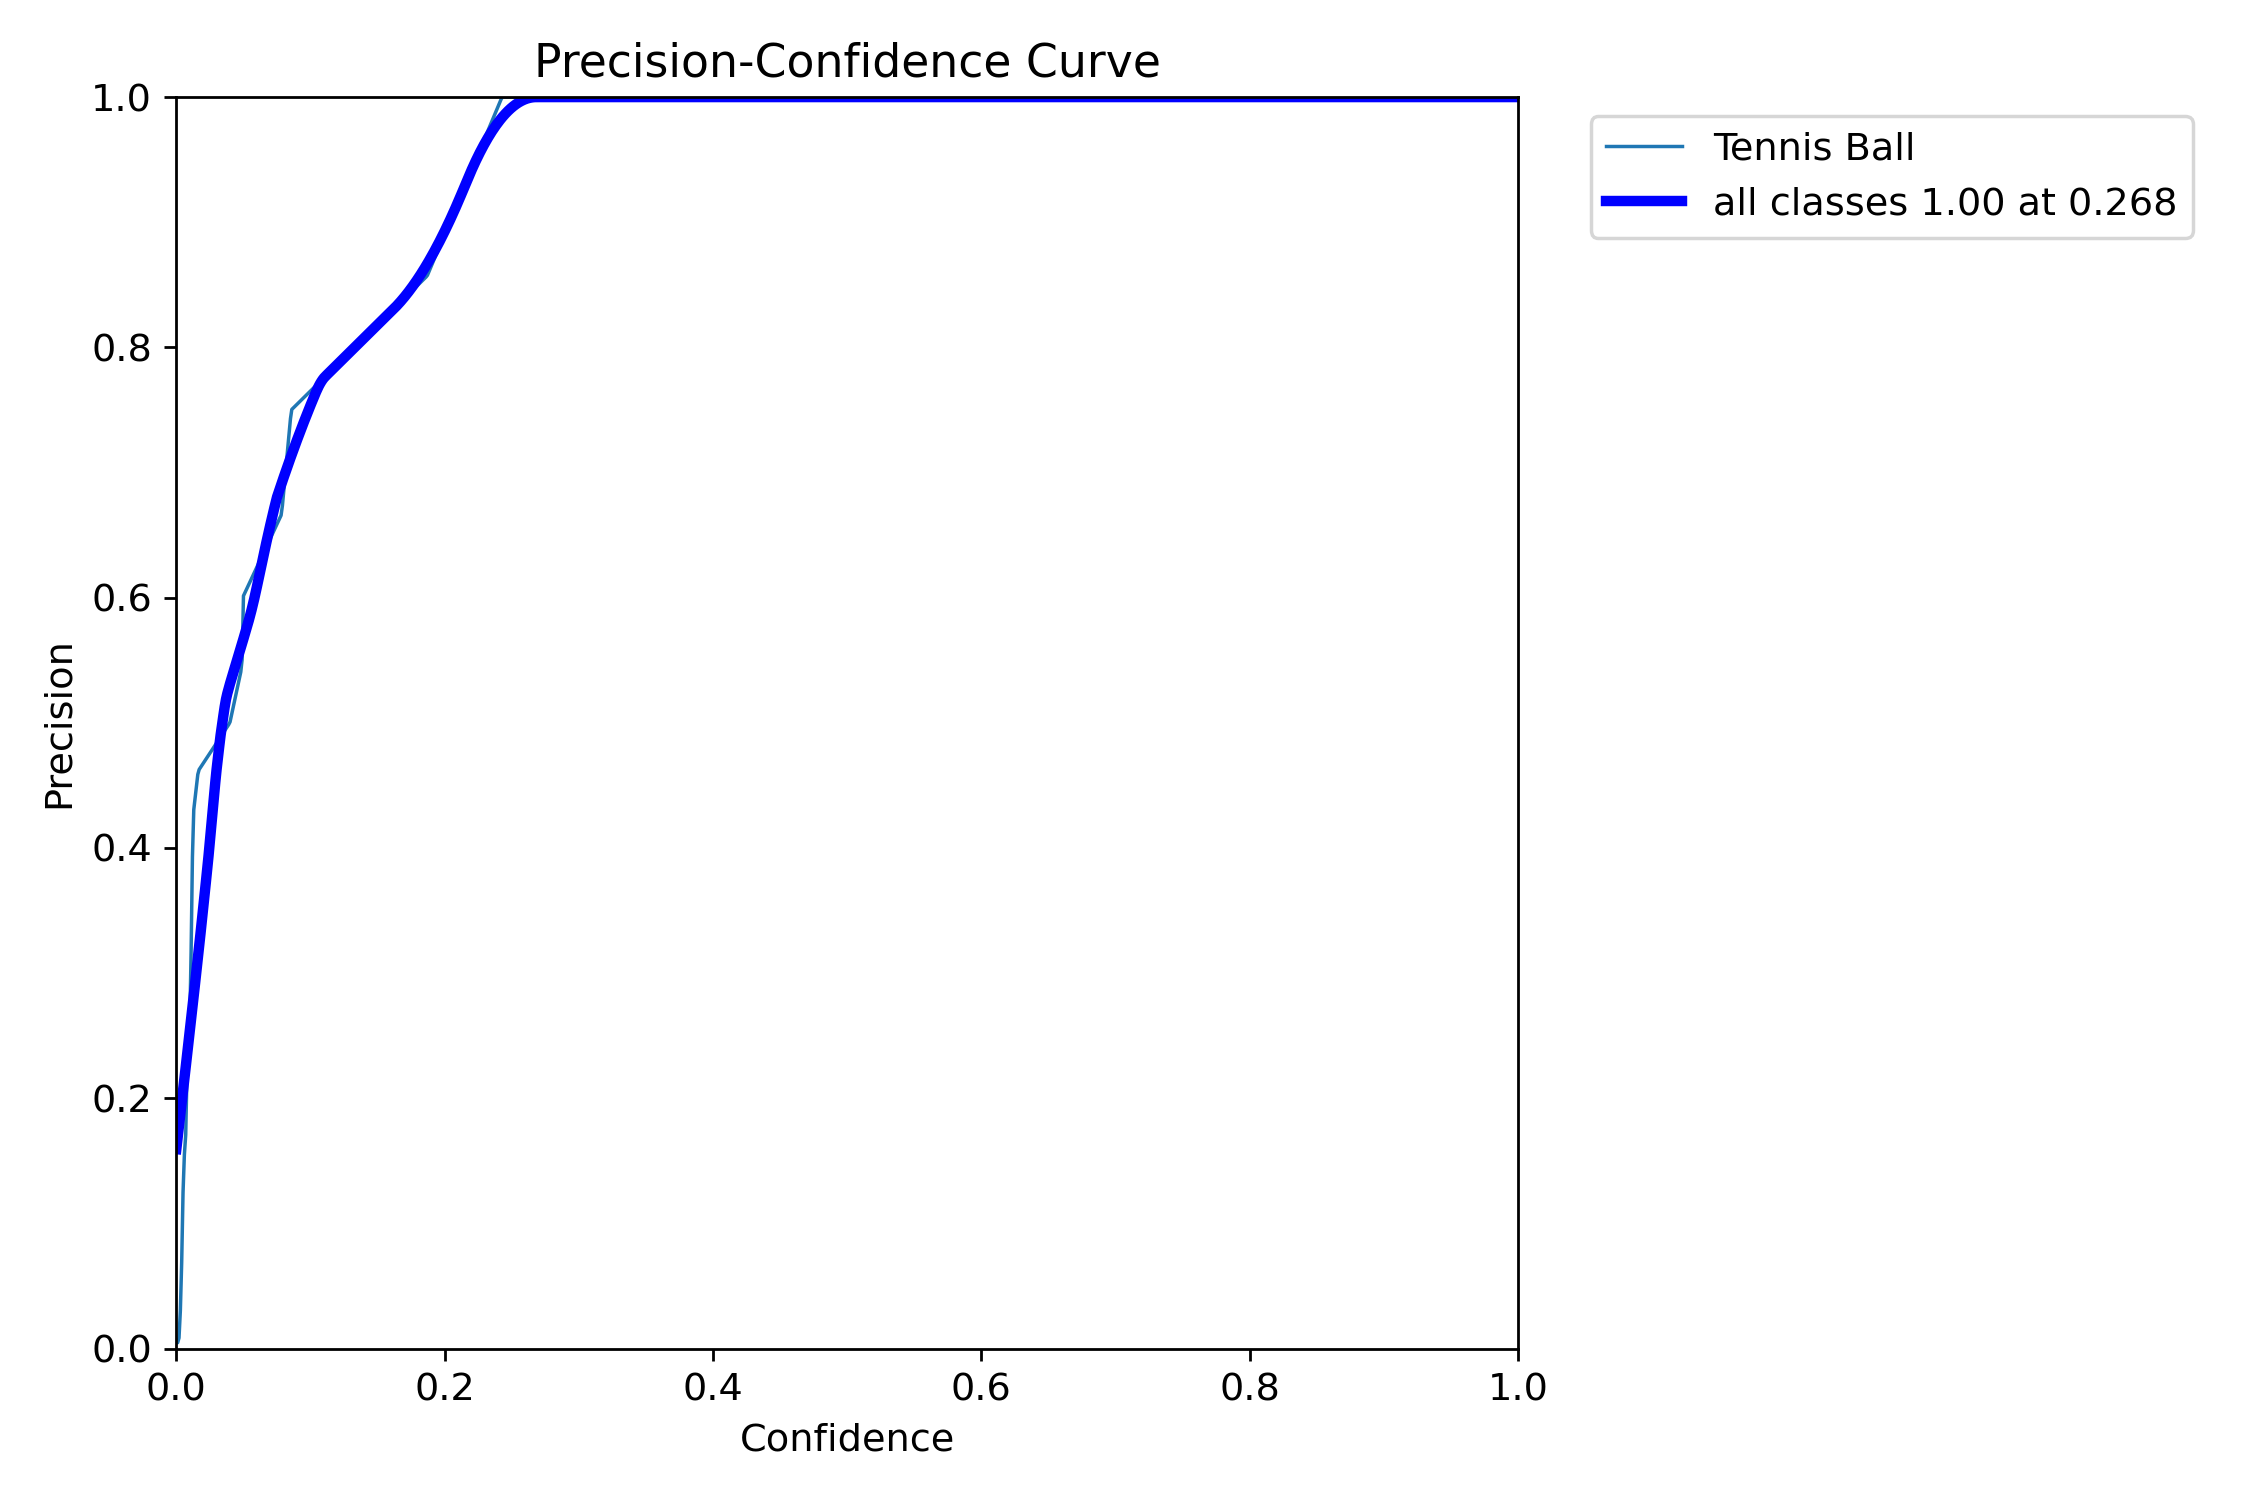 Precision-Confidence Curve
1.0
0.8
0.6
0.4
0.2
0.0
Precision
0.0 0.2 0.4 0.6 0.8 1.0
Confidence
Tennis Ball
all classes 1.00 at 0.268